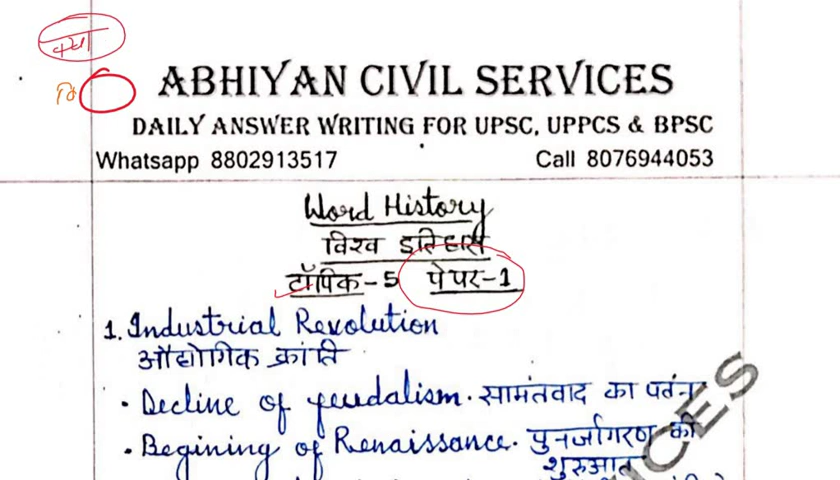 ABHIYAN CIVIL SERVICES
DAILY ANSWER WRITING FOR UPSC, UPPCS & BPSC
Whatsapp 8802913517 Call 8076944053
Word History
विश्व इतिहास
टॉपिक-5 पेपर-1
1. Industrial Revolution
औद्योगिक क्रांति
• Decline of feudalism. सामंतवाद का पतन
• Begining of Renaissance. पुनर्जागरण की
शुरुआत
ICES